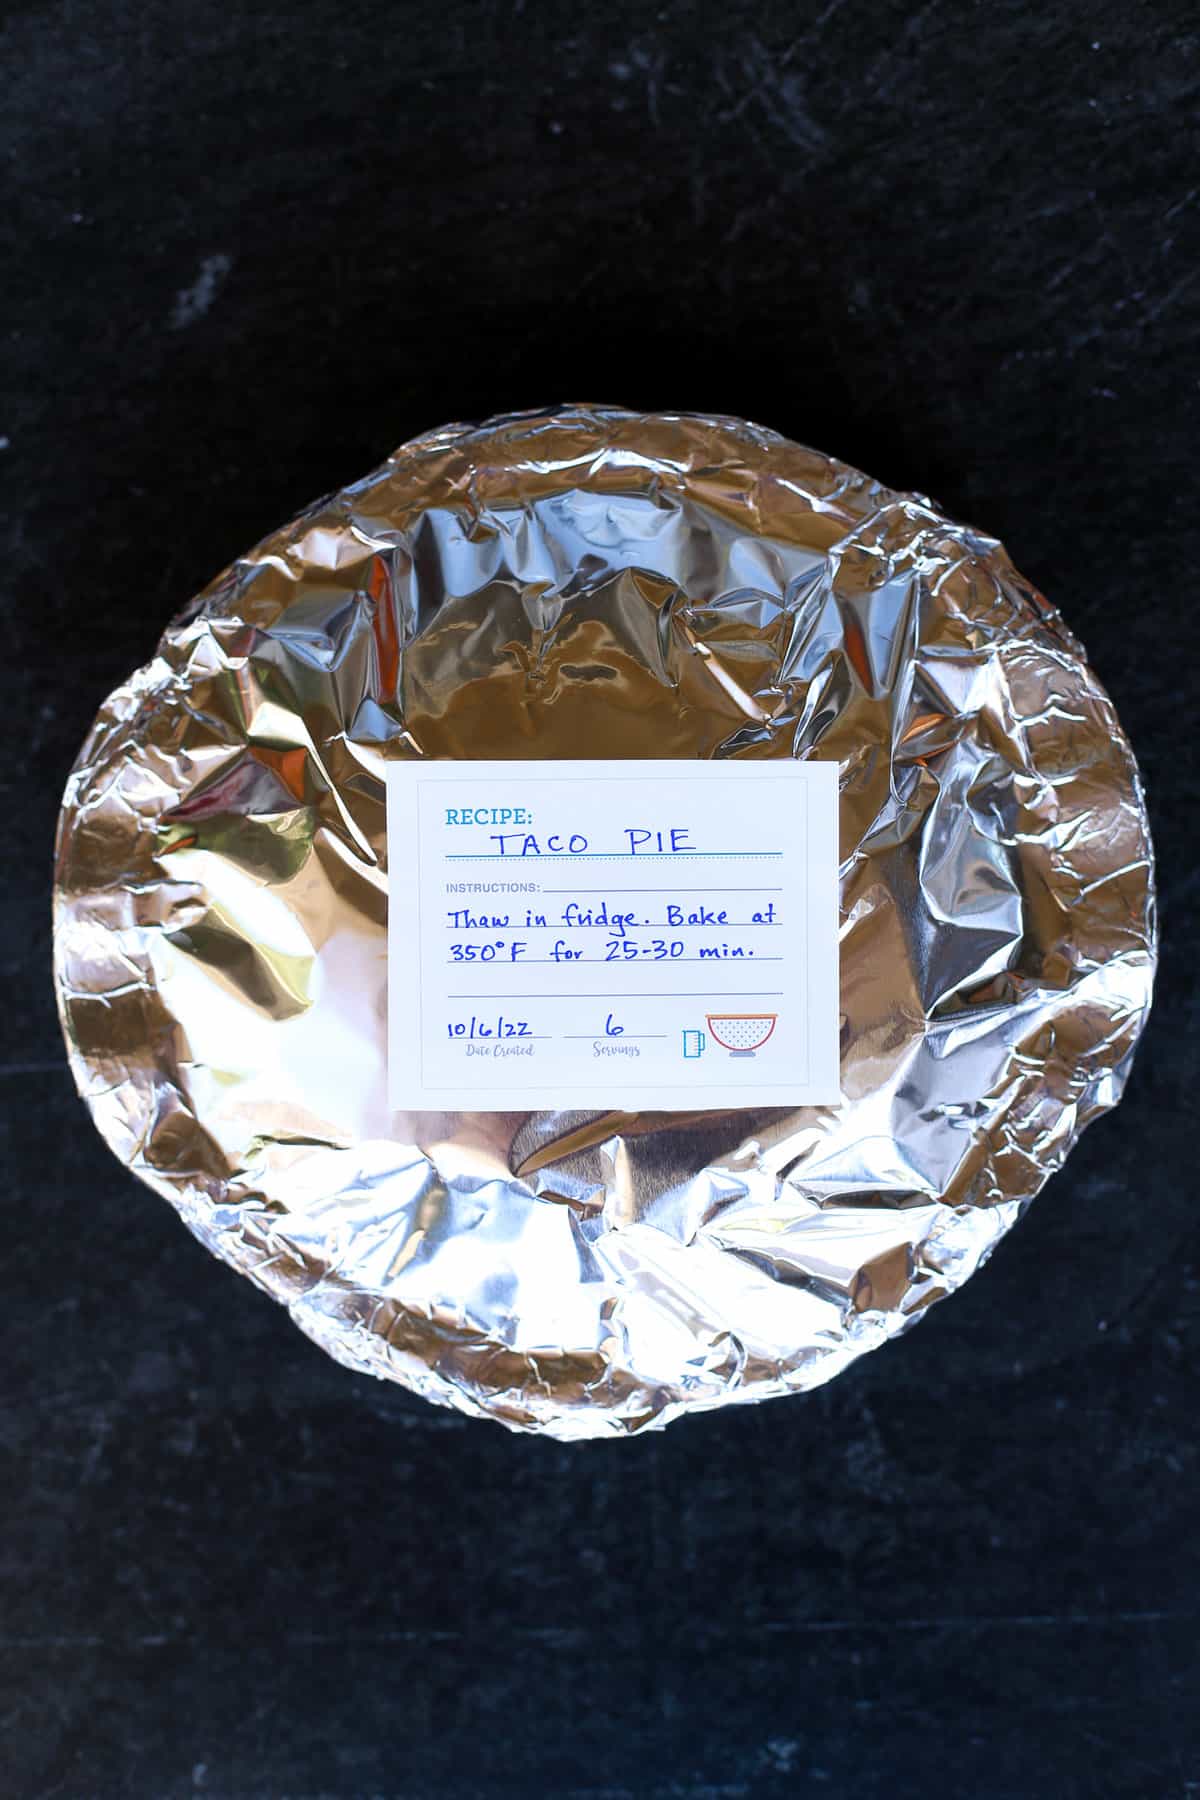 RECIPE:
TACO PIE
INSTRUCTIONS:
Thaw in fridge. Bake at
350°F for 25-30 min.
10/6/22 6
Date Created Servings